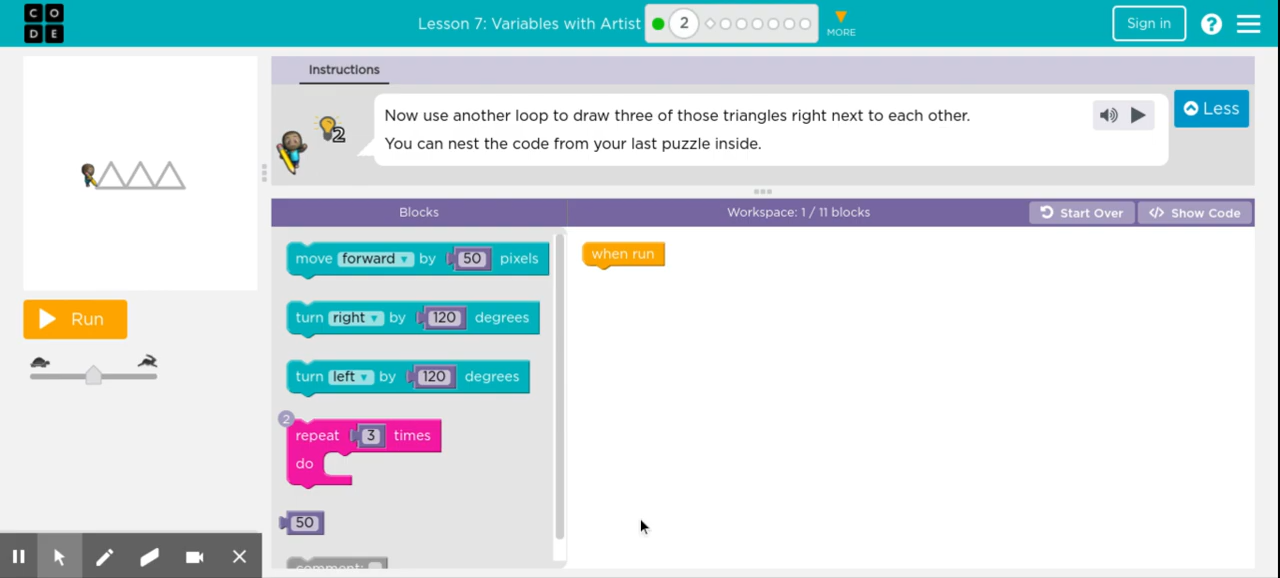 CODE
Lesson 7: Variables with Artist
2
MORE
Sign in
?
Instructions
2
Now use another loop to draw three of those triangles right next to each other.
You can nest the code from your last puzzle inside.
Less
Blocks
Workspace: 1 / 11 blocks
Start Over
</> Show Code
move forward by 50 pixels
when run
turn right by 120 degrees
Run
turn left by 120 degrees
2
repeat 3 times
do
50
comment: